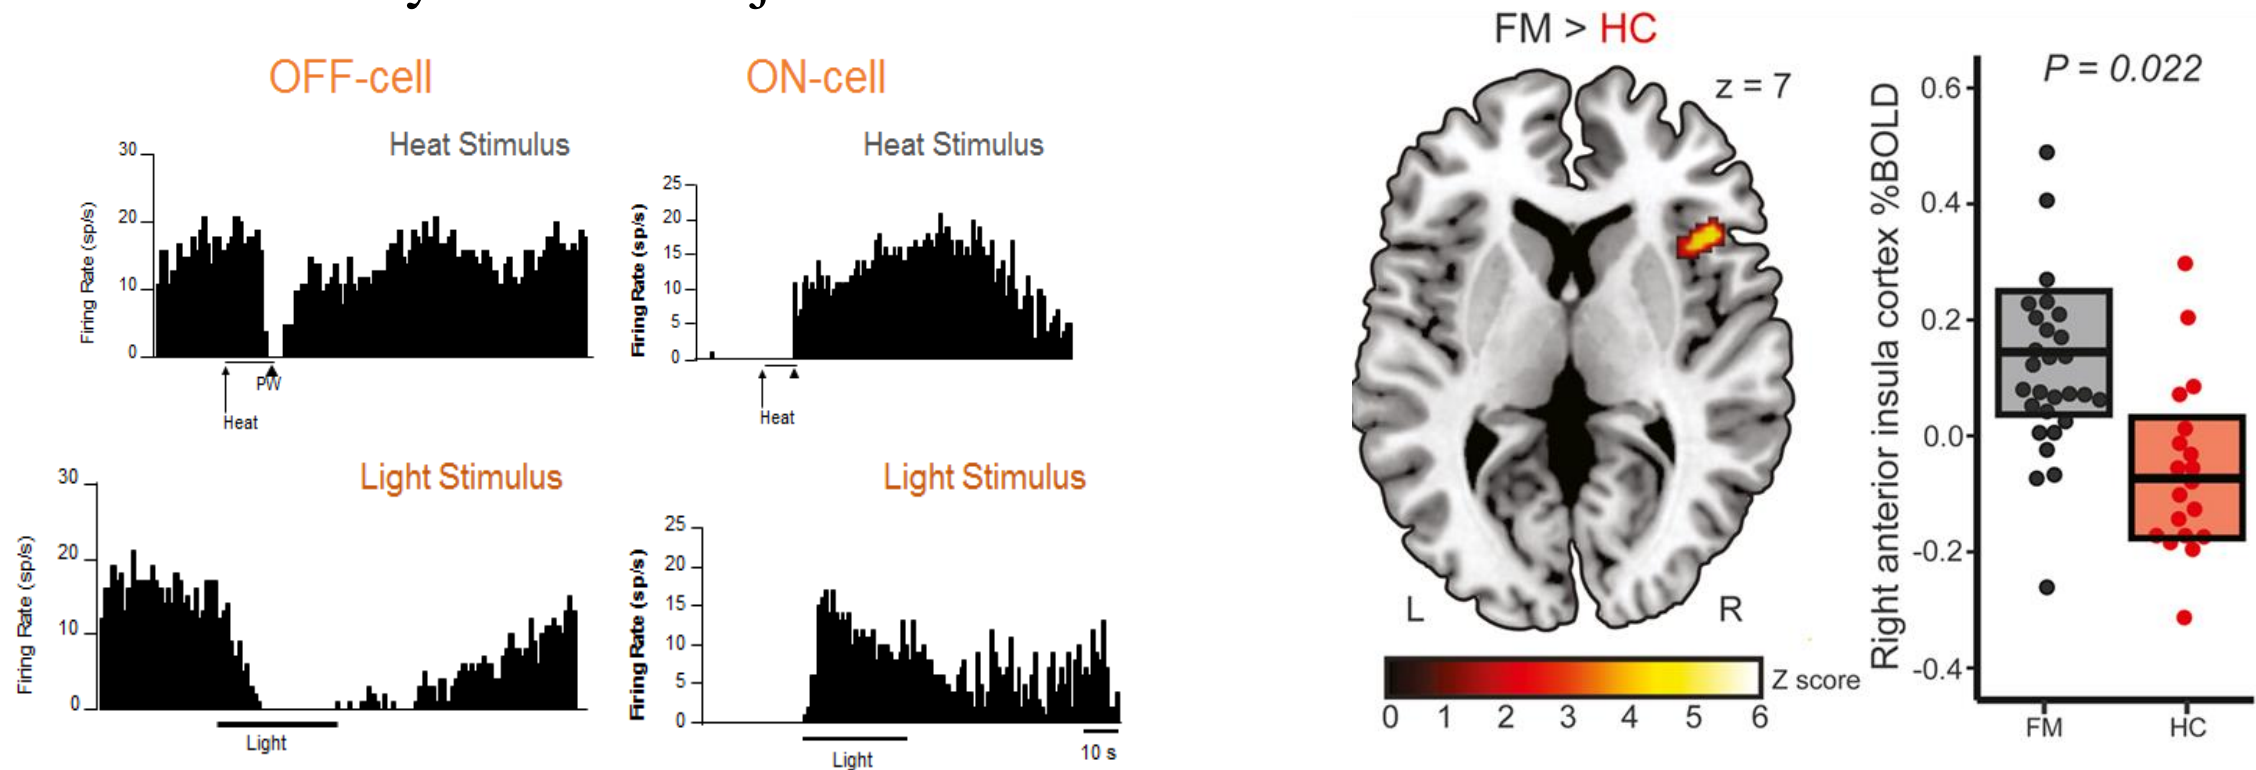 OFF-cell
Heat Stimulus
Firing Rate (sp/s)
30
20
10
0
PW
Heat
ON-cell
Heat Stimulus
Firing Rate (sp/s)
25
20
15
10
5
0
Heat
Light Stimulus
Firing Rate (sp/s)
30
20
10
0
Light
Light Stimulus
Firing Rate (sp/s)
25
20
15
10
5
0
Light
10 s
FM > HC
z = 7
L
R
Z score
0 1 2 3 4 5 6
P = 0.022
Right anterior insula cortex %BOLD
0.6
0.4
0.2
0.0
-0.2
-0.4
FM
HC